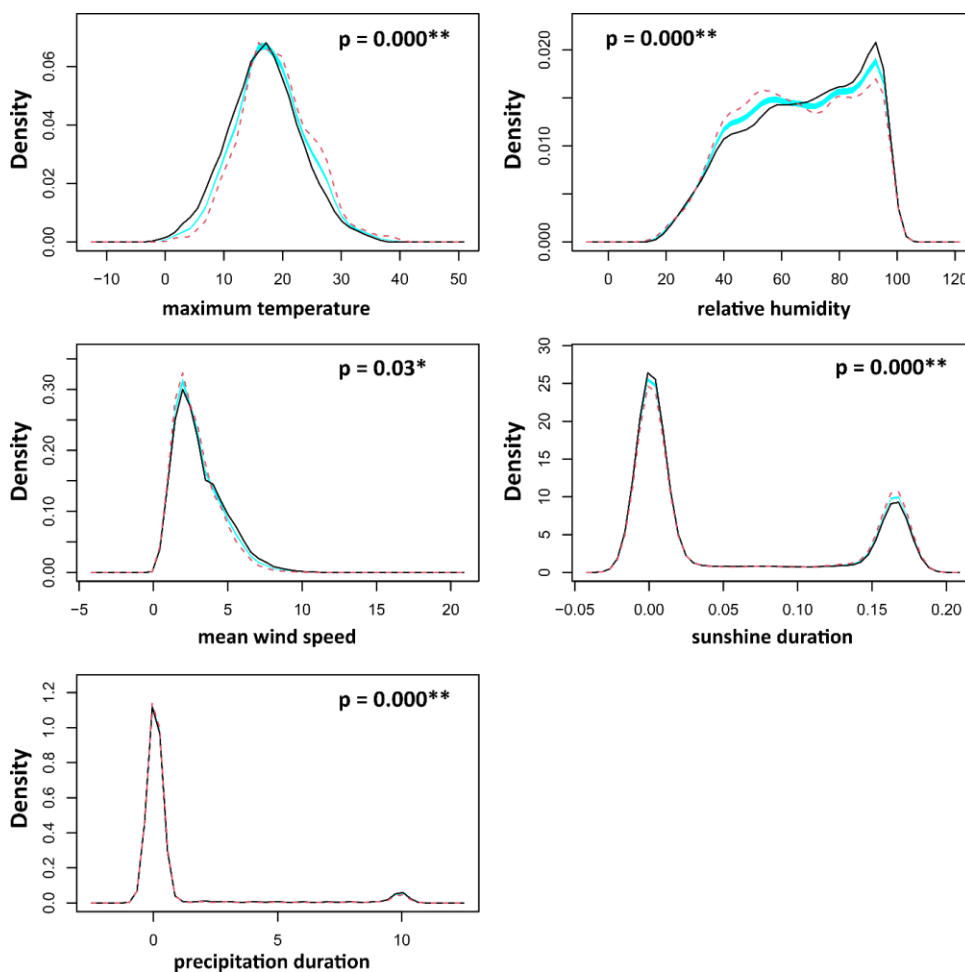 p = 0.000**
Density
0.00 0.02 0.04 0.06
−10 0 10 20 30 40 50
maximum temperature
p = 0.000**
Density
0.000 0.010 0.020
0 20 40 60 80 100 120
relative humidity
p = 0.03*
Density
0.00 0.10 0.20 0.30
−5 0 5 10 15 20
mean wind speed
p = 0.000**
Density
0 5 10 15 20 25 30
−0.05 0.00 0.05 0.10 0.15 0.20
sunshine duration
p = 0.000**
Density
0.0 0.2 0.4 0.6 0.8 1.0 1.2
0 5 10
precipitation duration